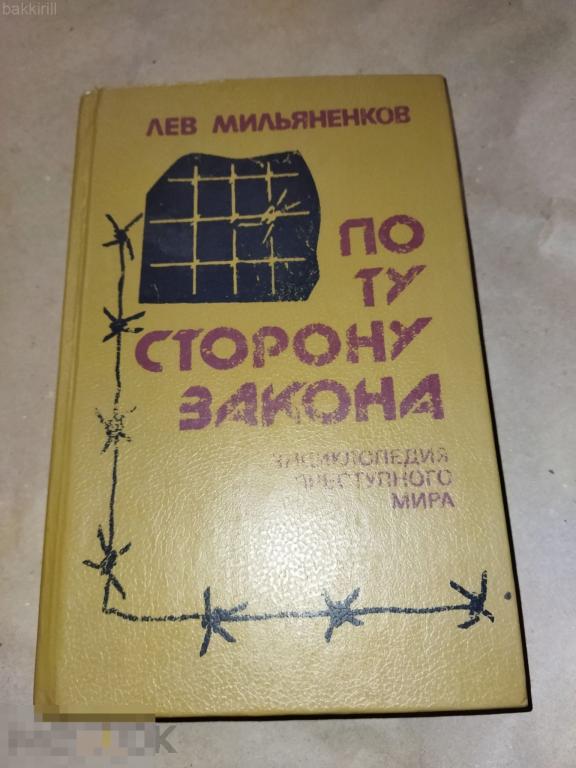 bakkirill
ЛЕВ МИЛЬЯНЕНКОВ
ПО
ТУ
СТОРОНУ
ЗАКОНА
ЭНЦИКЛОПЕДИЯ
ПРЕСТУПНОГО
МИРА